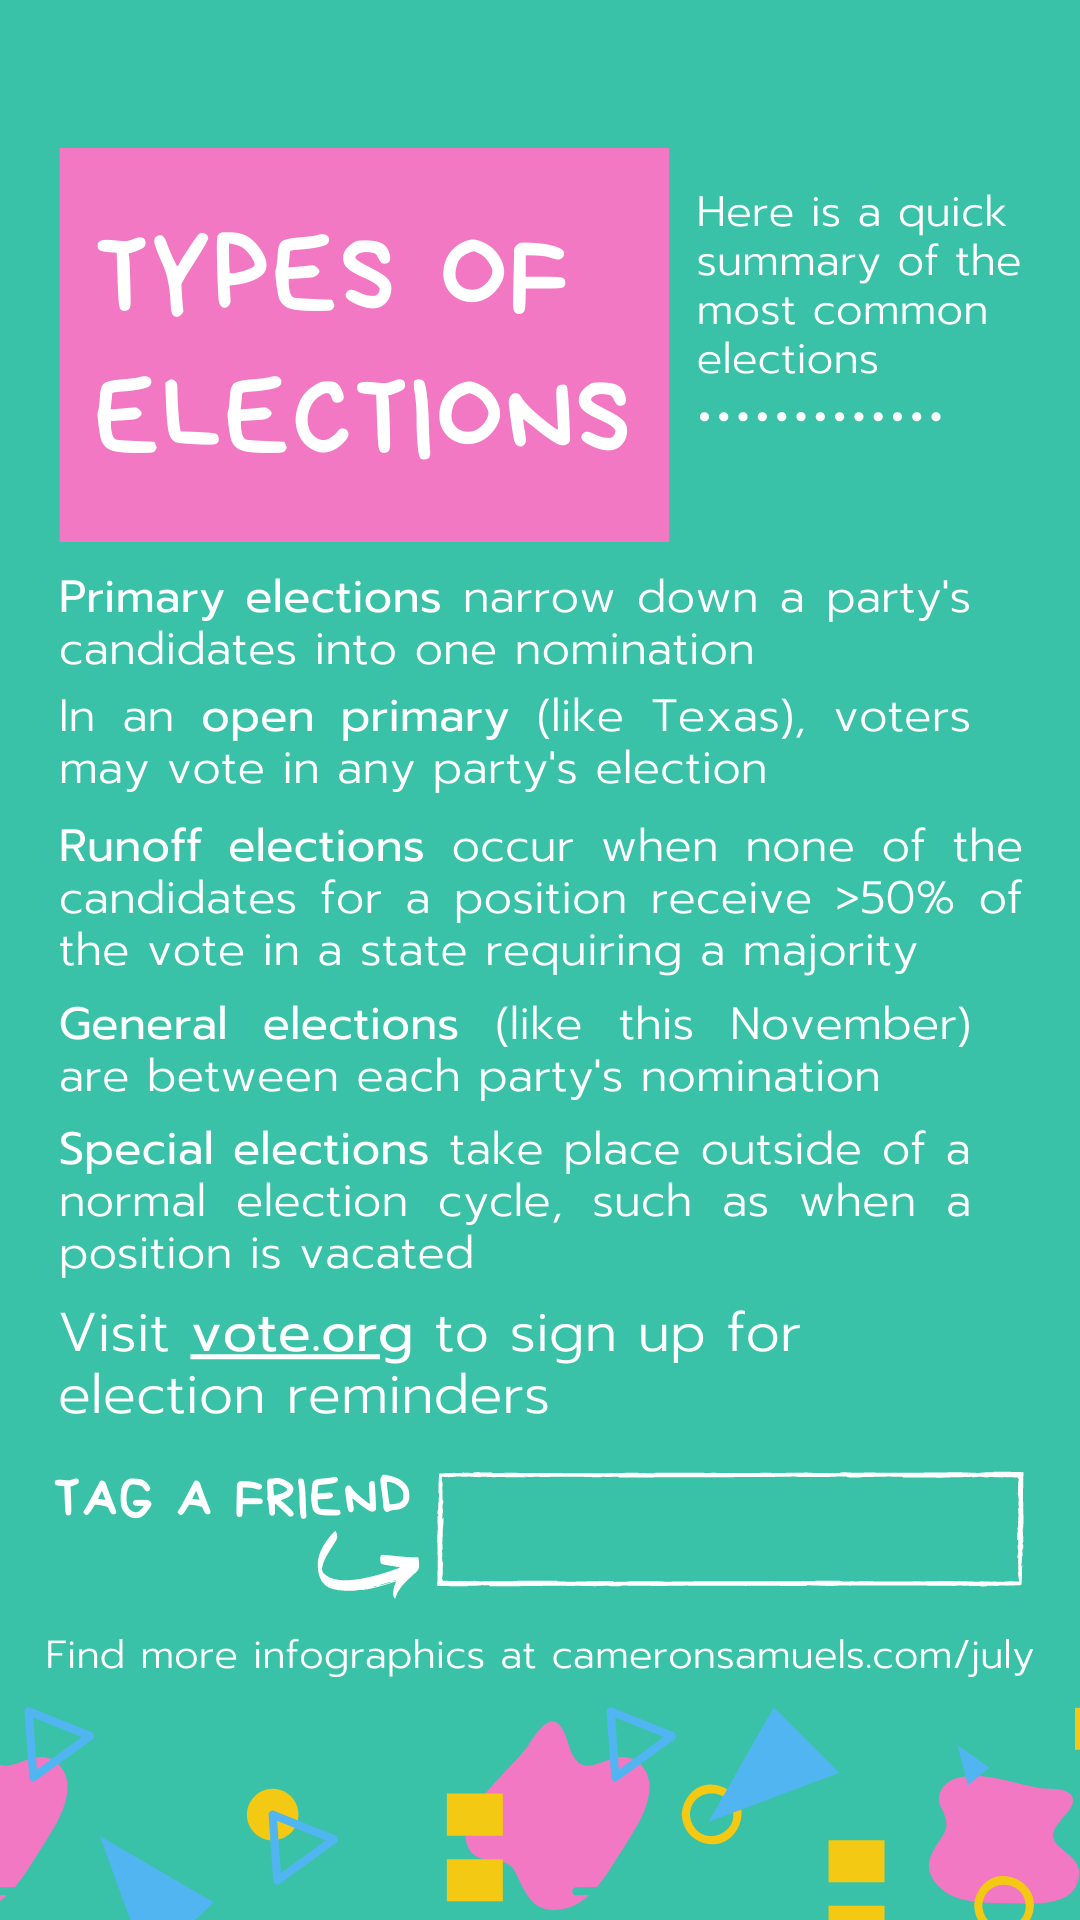 TYPES OF
ELECTIONS
Here is a quick
summary of the
most common
elections
Primary elections narrow down a party's
candidates into one nomination
In an open primary (like Texas), voters
may vote in any party's election
Runoff elections occur when none of the
candidates for a position receive >50% of
the vote in a state requiring a majority
General elections (like this November)
are between each party's nomination
Special elections take place outside of a
normal election cycle, such as when a
position is vacated
Visit vote.org to sign up for
election reminders
TAG A FRIEND
Find more infographics at cameronsamuels.com/july